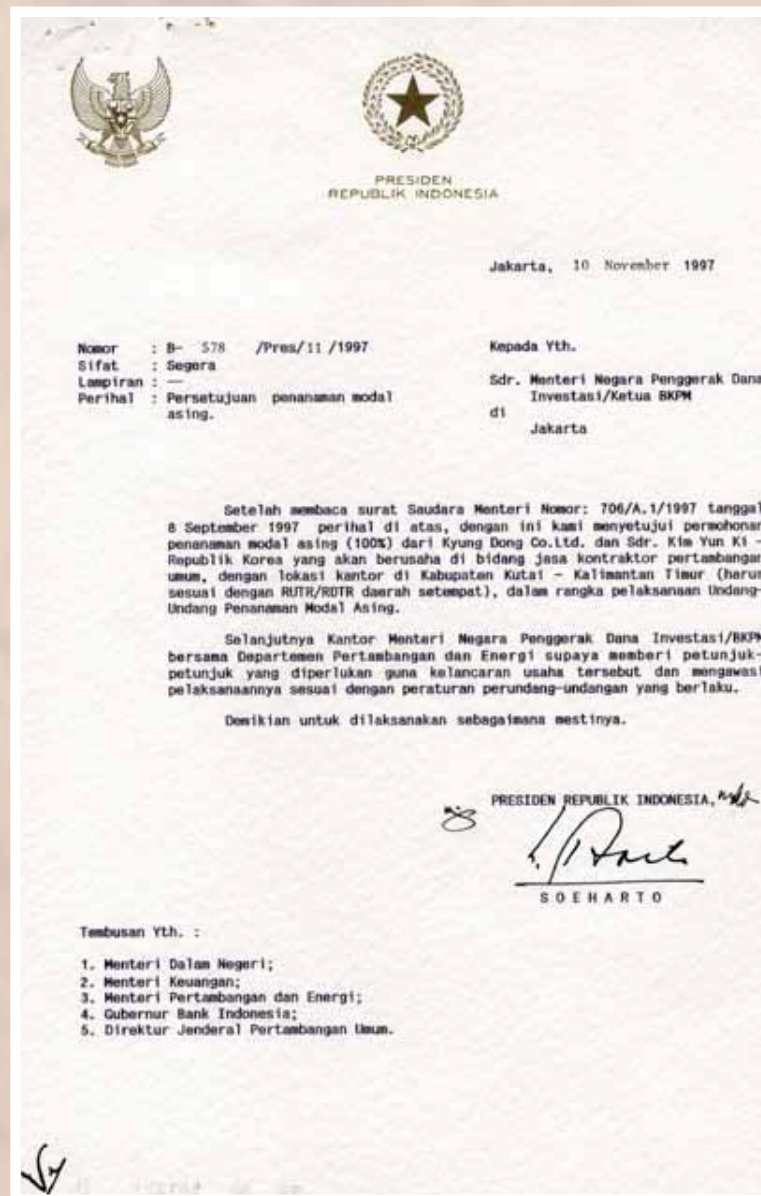 PRESIDEN
REPUBLIK INDONESIA
Jakarta, 10 November 1997
Nomor : B- 578 /Pres/11 /1997
Sifat : Segera
Lampiran : —
Perihal : Persetujuan penanaman modal
asing.
Kepada Yth.
Sdr. Menteri Negara Penggerak Dana
Investasi/Ketua BKPM
di
Jakarta
Setelah membaca surat Saudara Menteri Nomor: 706/A.1/1997 tanggal
8 September 1997 perihal di atas, dengan ini kami menyetujui permohonan
penanaman modal asing (100%) dari Kyung Dong Co.Ltd. dan Sdr. Kim Yun Ki -
Republik Korea yang akan berusaha di bidang jasa kontraktor pertambangan
umum, dengan lokasi kantor di Kabupaten Kutai - Kalimantan Timur (harus
sesuai dengan RUTR/RDTR daerah setempat), dalam rangka pelaksanaan Undang-
Undang Penanaman Modal Asing.
Selanjutnya Kantor Menteri Negara Penggerak Dana Investasi/BKPM
bersama Departemen Pertambangan dan Energi supaya memberi petunjuk-
petunjuk yang diperlukan guna kelancaran usaha tersebut dan mengawasi
pelaksanaannya sesuai dengan peraturan perundang-undangan yang berlaku.
Demikian untuk dilaksanakan sebagaimana mestinya.
PRESIDEN REPUBLIK INDONESIA,
SOEHARTO
Tembusan Yth. :
1. Menteri Dalam Negeri;
2. Menteri Keuangan;
3. Menteri Pertambangan dan Energi;
4. Gubernur Bank Indonesia;
5. Direktur Jenderal Pertambangan Umum.